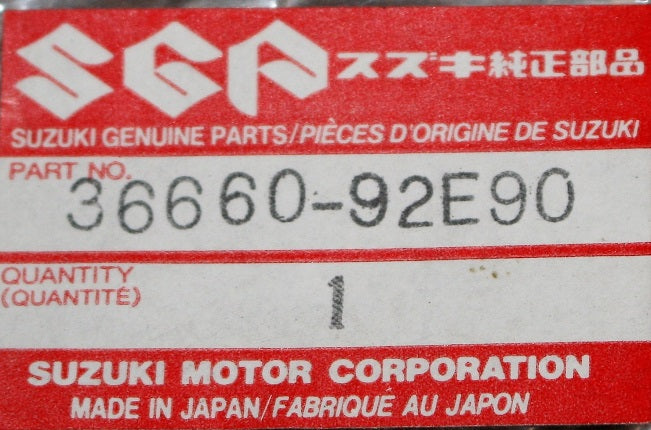 SGP スズキ純正部品
SUZUKI GENUINE PARTS/PIÈCES D'ORIGINE DE SUZUKI
PART NO.
36660-92E90
QUANTITY
(QUANTITÉ)
1
SUZUKI MOTOR CORPORATION
MADE IN JAPAN/FABRIQUÉ AU JAPON